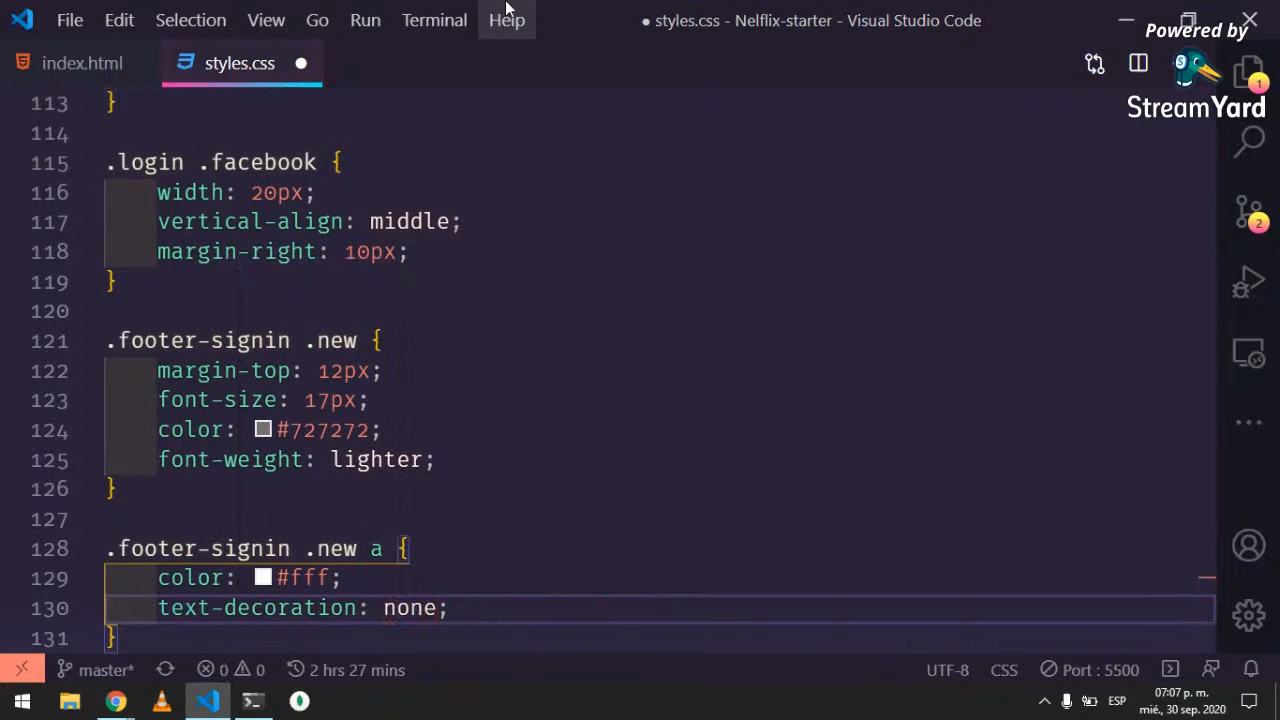 File Edit Selection View Go Run Terminal Help ● styles.css - Nelflix-starter - Visual Studio Code
Powered by
StreamYard
index.html styles.css
1
113 }
114
115 .login .facebook {
116 width: 20px;
117 vertical-align: middle;
118 margin-right: 10px;
119 }
120
121 .footer-signin .new {
122 margin-top: 12px;
123 font-size: 17px;
124 color: #727272;
125 font-weight: lighter;
126 }
127
128 .footer-signin .new a {
129 color: #fff;
130 text-decoration: none;
131 }
2
master* 0 0 2 hrs 27 mins UTF-8 CSS Port : 5500
ESP 07:07 p. m.
mié, 30 sep. 2020